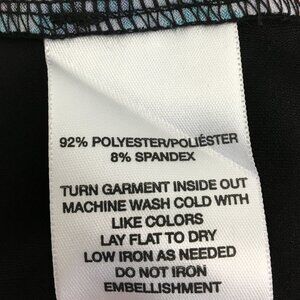 92% POLYESTER/POLIÉSTER
8% SPANDEX
TURN GARMENT INSIDE OUT
MACHINE WASH COLD WITH
LIKE COLORS
LAY FLAT TO DRY
LOW IRON AS NEEDED
DO NOT IRON
EMBELLISHMENT